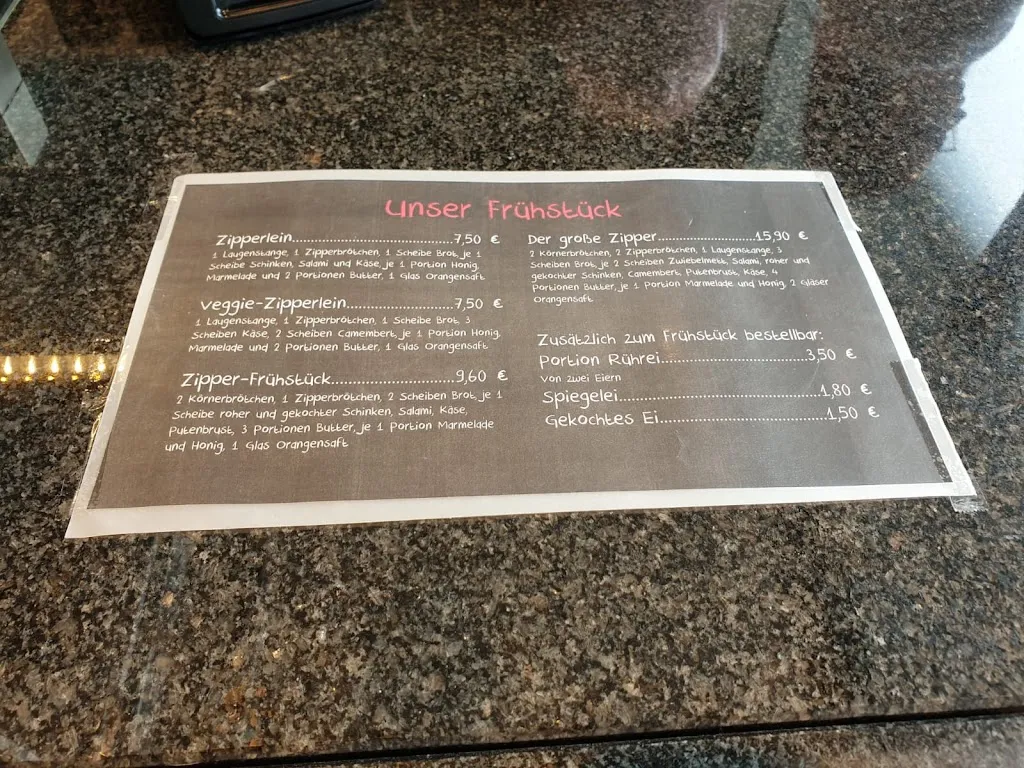 Unser Frühstück
Zipperlein..................................7,50 €
1 Laugenstange, 1 Zipperbrötchen, 1 Scheibe Brot, je 1
Scheibe Schinken, Salami und Käse, je 1 Portion Honig,
Marmelade und 2 Portionen Butter, 1 Glas Orangensaft
veggie-Zipperlein.......................7,50 €
1 Laugenstange, 1 Zipperbrötchen, 1 Scheibe Brot, 3
Scheiben Käse, 2 Scheiben Camembert, je 1 Portion Honig,
Marmelade und 2 Portionen Butter, 1 Glas Orangensaft
Zipper-Frühstück.........................9,60 €
2 Körnerbrötchen, 1 Zipperbrötchen, 2 Scheiben Brot, je 1
Scheibe roher und gekochter Schinken, Salami, Käse,
Putenbrust, 3 Portionen Butter, je 1 Portion Marmelade
und Honig, 1 Glas Orangensaft
Der große Zipper.....................15,90 €
2 Körnerbrötchen, 2 Zipperbrötchen, 1 Laugenstange, 3
Scheiben Brot, je 2 Scheiben Zwiebelmett, Salami, roher und
gekochter Schinken, Camembert, Putenbrust, Käse, 4
Portionen Butter, je 1 Portion Marmelade und Honig, 2 Gläser
Orangensaft
Zusätzlich zum Frühstück bestellbar:
Portion Rührei.............................3,50 €
Von zwei Eiern
Spiegelei........................................1,80 €
Gekochtes Ei.................................1,50 €